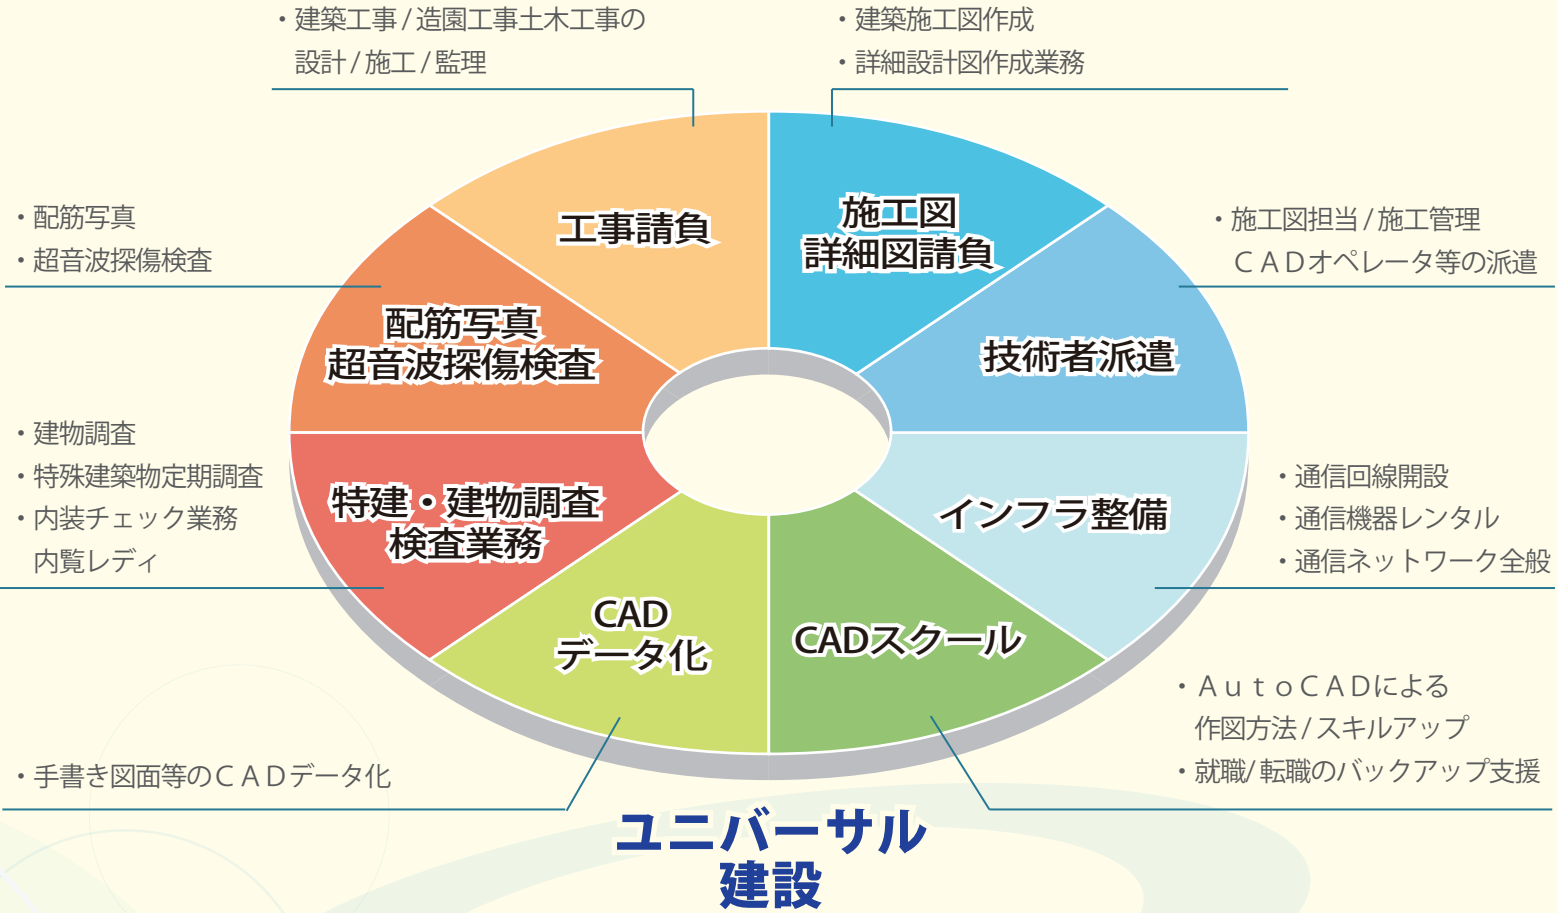 ・建築工事 / 造園工事土木工事の
設計 / 施工 / 監理
・建築施工図作成
・詳細設計図作成業務
工事請負
施工図
詳細図請負
・配筋写真
・超音波探傷検査
・施工図担当 / 施工管理
ＣＡＤオペレータ等の派遣
配筋写真
超音波探傷検査
技術者派遣
・建物調査
・特殊建築物定期調査
・内装チェック業務
内覧レディ
特建・建物調査
検査業務
インフラ整備
・通信回線開設
・通信機器レンタル
・通信ネットワーク全般
CAD
データ化
CADスクール
・手書き図面等のＣＡＤデータ化
・ＡｕｔｏＣＡＤによる
作図方法 / スキルアップ
・就職/ 転職のバックアップ支援
ユニバーサル
建設